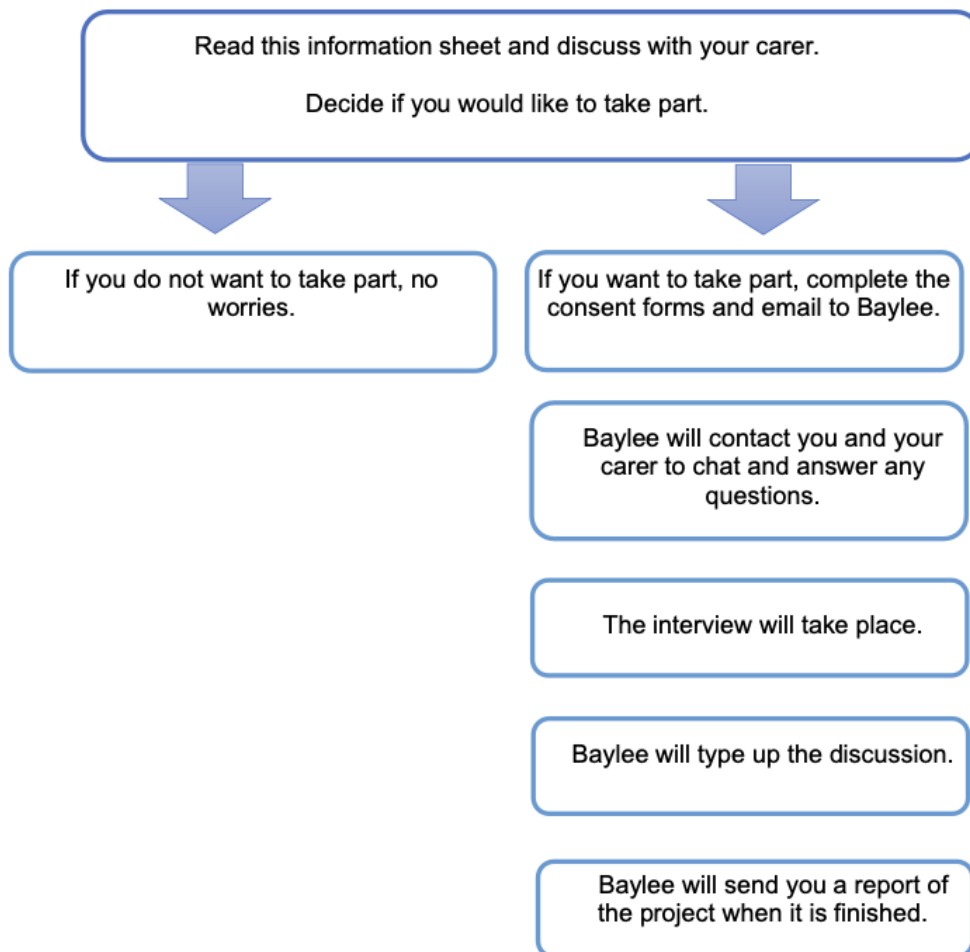 Read this information sheet and discuss with your carer.
Decide if you would like to take part.
If you do not want to take part, no
worries.
If you want to take part, complete the
consent forms and email to Baylee.
Baylee will contact you and your
carer to chat and answer any
questions.
The interview will take place.
Baylee will type up the discussion.
Baylee will send you a report of
the project when it is finished.